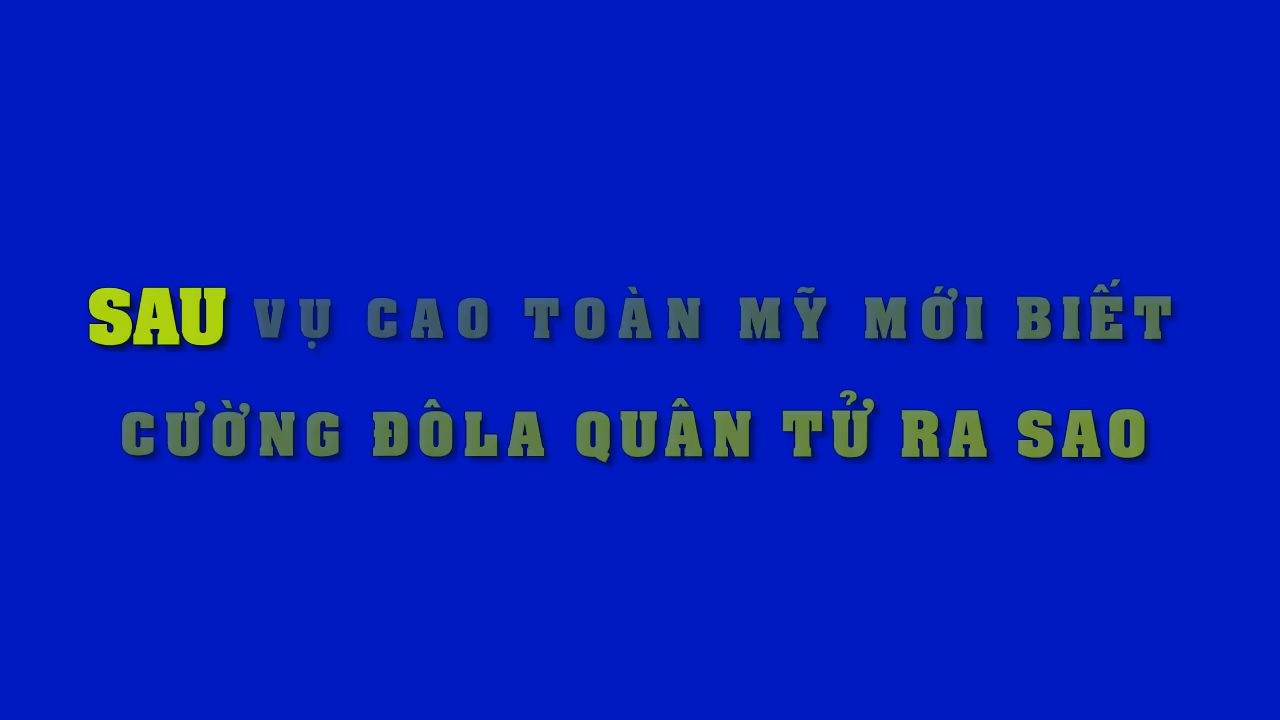 SAU VỤ CAO TOÀN MỸ MỚI BIẾT
CƯỜNG ĐÔLA QUÂN TỬ RA SAO